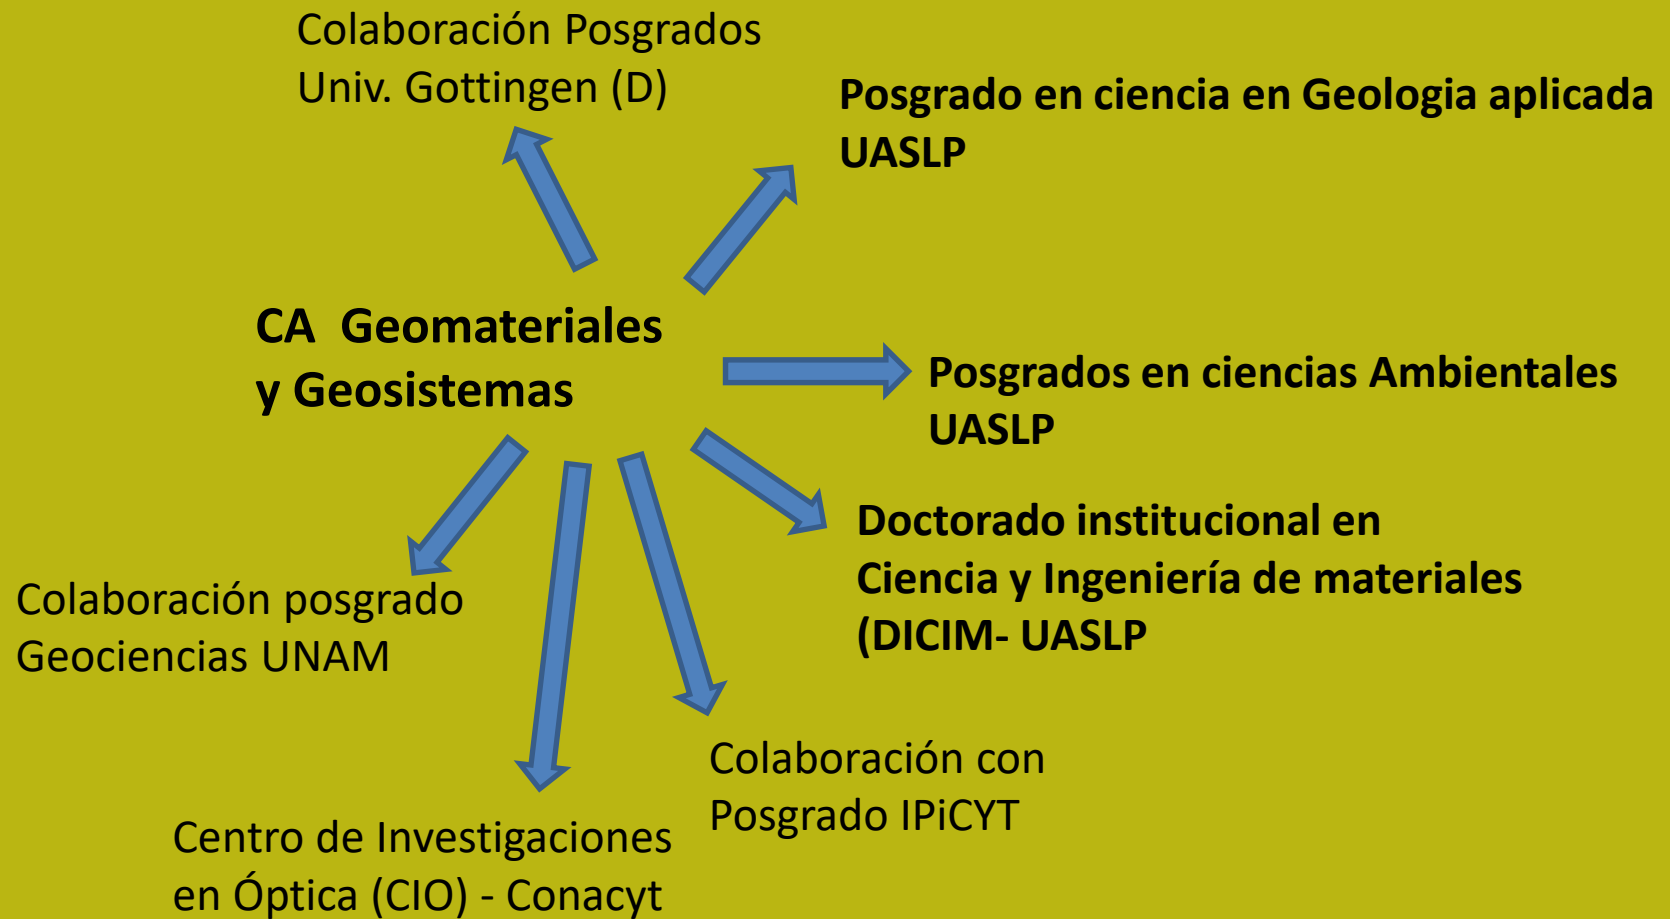 Colaboración Posgrados
Univ. Gottingen (D)
Posgrado en ciencia en Geologia aplicada
UASLP
CA  Geomateriales
y Geosistemas
Posgrados en ciencias Ambientales
UASLP
Doctorado institucional en
Ciencia y Ingeniería de materiales
(DICIM- UASLP
Colaboración posgrado
Geociencias UNAM
Colaboración con
Posgrado IPiCYT
Centro de Investigaciones
en Óptica (CIO) - Conacyt